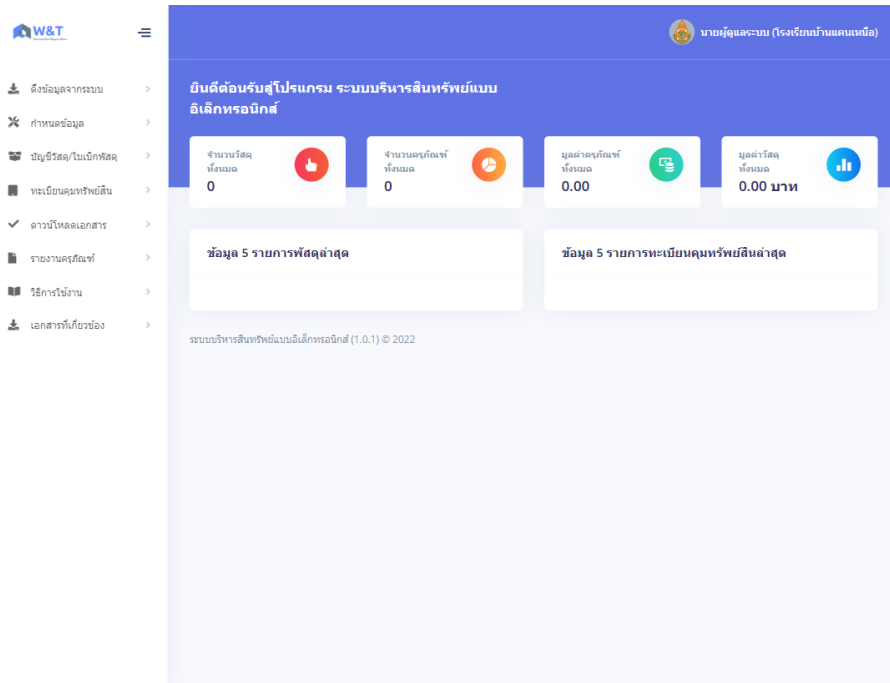 W&T
นายผู้ดูแลระบบ (โรงเรียนบ้านแคนเหนือ)
ดึงข้อมูลจากระบบ
กำหนดข้อมูล
บัญชีวัสดุ/ใบเบิกพัสดุ
ทะเบียนคุมทรัพย์สิน
ดาวน์โหลดเอกสาร
รายงานครุภัณฑ์
วิธีการใช้งาน
เอกสารที่เกี่ยวข้อง
ยินดีต้อนรับสู่โปรแกรม ระบบบริหารสินทรัพย์แบบ
อิเล็กทรอนิกส์
จำนวนวัสดุ
ทั้งหมด
0
จำนวนครุภัณฑ์
ทั้งหมด
0
มูลค่าครุภัณฑ์
ทั้งหมด
0.00
มูลค่าวัสดุ
ทั้งหมด
0.00 บาท
ข้อมูล 5 รายการพัสดุล่าสุด
ข้อมูล 5 รายการทะเบียนคุมทรัพย์สินล่าสุด
ระบบบริหารสินทรัพย์แบบอิเล็กทรอนิกส์ (1.0.1) © 2022